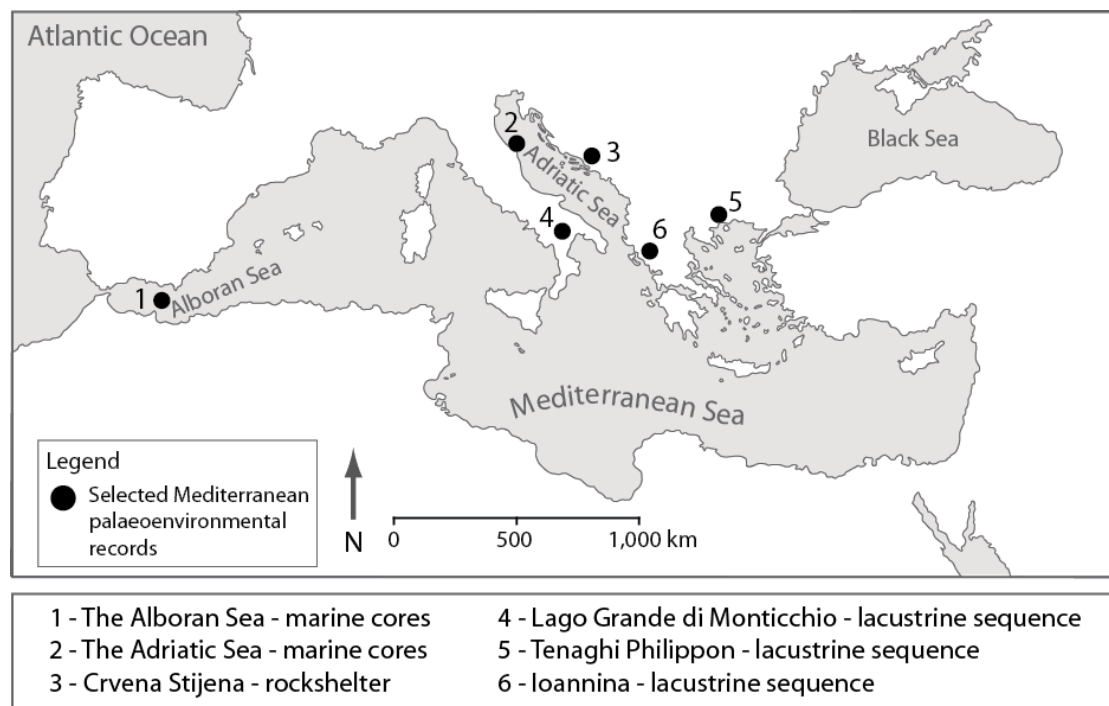 Atlantic Ocean
Black Sea
2
3
Adriatic Sea
5
4
6
1
Alboran Sea
Mediterranean Sea
Legend
Selected Mediterranean
palaeoenvironmental
records
N
0
500
1,000 km
1 - The Alboran Sea - marine cores
2 - The Adriatic Sea - marine cores
3 - Crvena Stijena - rockshelter
4 - Lago Grande di Monticchio - lacustrine sequence
5 - Tenaghi Philippon - lacustrine sequence
6 - Ioannina - lacustrine sequence